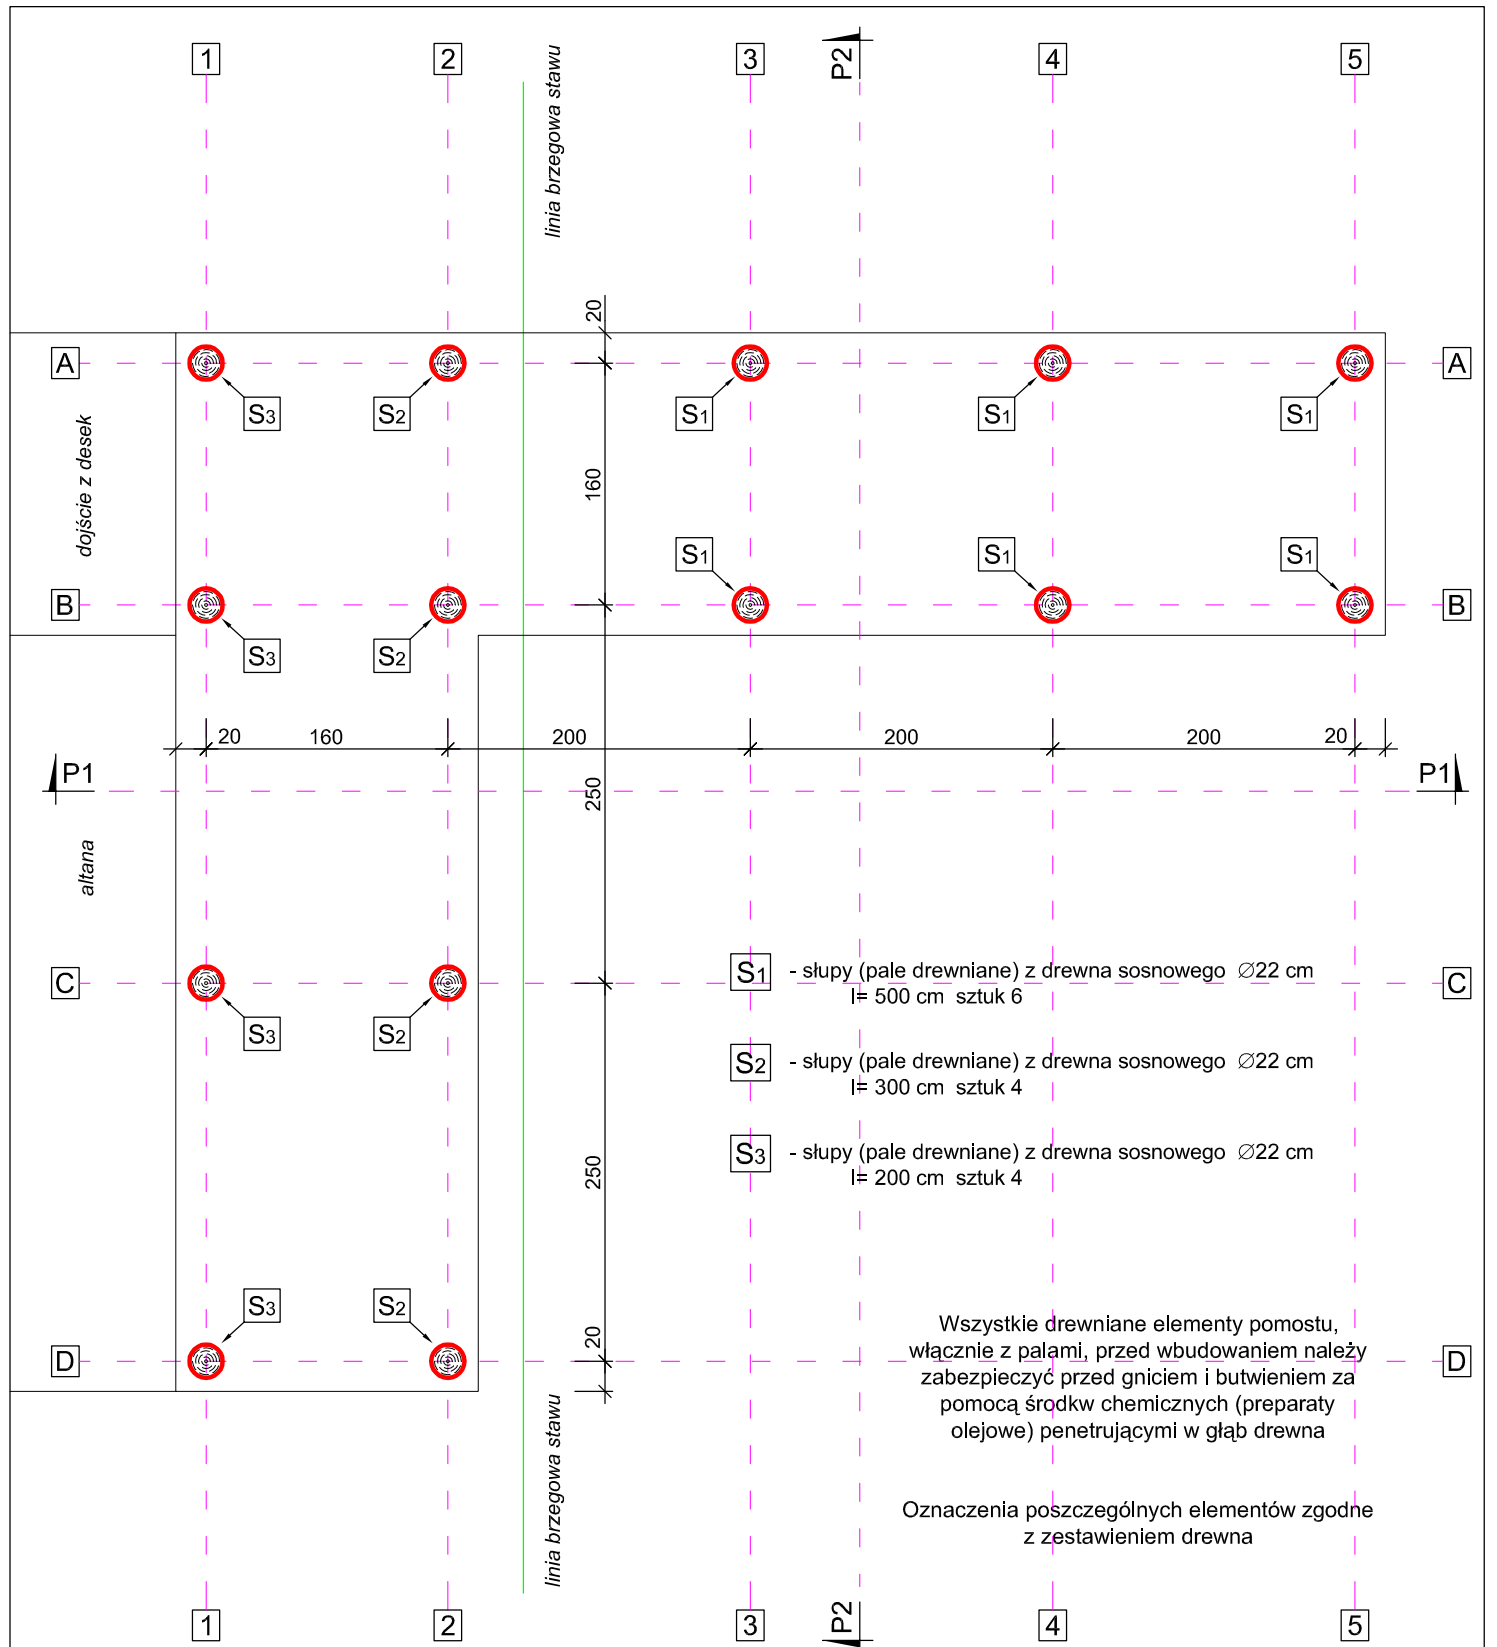 1 2 3 P2 4 5
linia brzegowa stawu
20
A A
S3 S2 S1 S1 S1
dojście z desek
160
S1 S1 S1
B B
S3 S2
20 160 200 200 200 20
P1 P1
250
altana
C C
S3 S2
S1 - słupy (pale drewniane) z drewna sosnowego ∅22 cm
l= 500 cm sztuk 6
S2 - słupy (pale drewniane) z drewna sosnowego ∅22 cm
l= 300 cm sztuk 4
S3 - słupy (pale drewniane) z drewna sosnowego ∅22 cm
l= 200 cm sztuk 4
250
S3 S2
20
D D
Wszystkie drewniane elementy pomostu,
włącznie z palami, przed wbudowaniem należy
zabezpieczyć przed gniciem i butwieniem za
pomocą środkw chemicznych (preparaty
olejowe) penetrującymi w głąb drewna
linia brzegowa stawu
Oznaczenia poszczególnych elementów zgodne
z zestawieniem drewna
1 2 3 P2 4 5